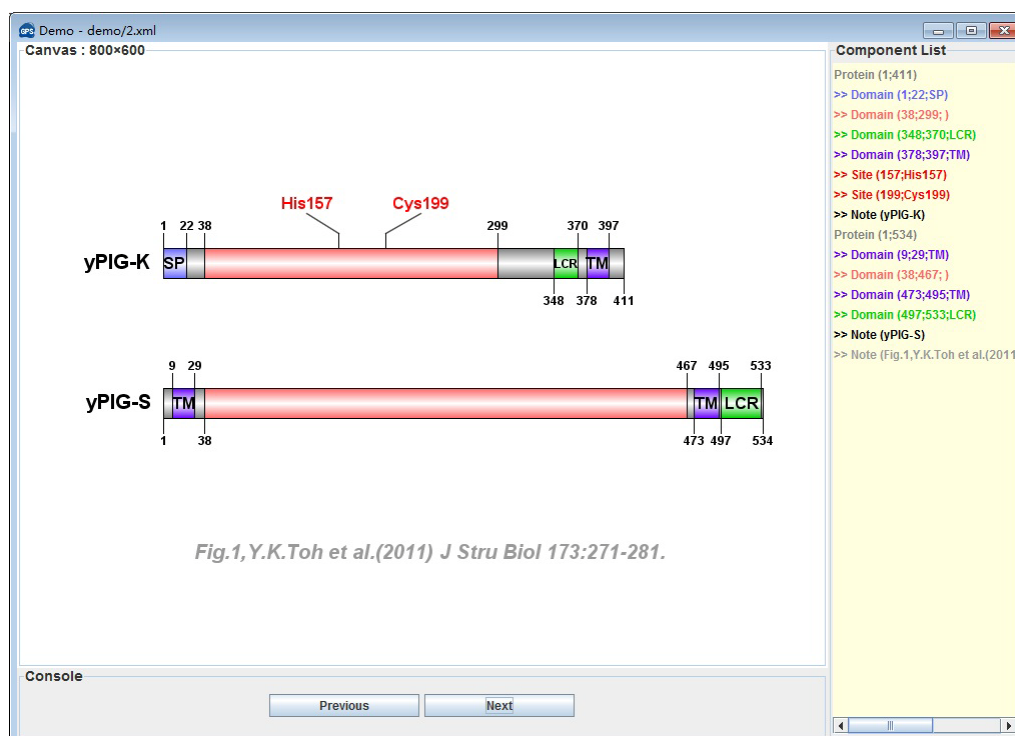 GPS Demo - demo/2.xml
Canvas : 800×600
His157 Cys199
1 22 38 299 370 397
yPIG-K SP LCR TM
348 378 411
9 29 467 495 533
yPIG-S TM TM LCR
1 38 473 497 534
Fig.1,Y.K.Toh et al.(2011) J Stru Biol 173:271-281.
Console
Previous Next
Component List
Protein (1;411)
>> Domain (1;22;SP)
>> Domain (38;299; )
>> Domain (348;370;LCR)
>> Domain (378;397;TM)
>> Site (157;His157)
>> Site (199;Cys199)
>> Note (yPIG-K)
Protein (1;534)
>> Domain (9;29;TM)
>> Domain (38;467; )
>> Domain (473;495;TM)
>> Domain (497;533;LCR)
>> Note (yPIG-S)
>> Note (Fig.1,Y.K.Toh et al.(2011